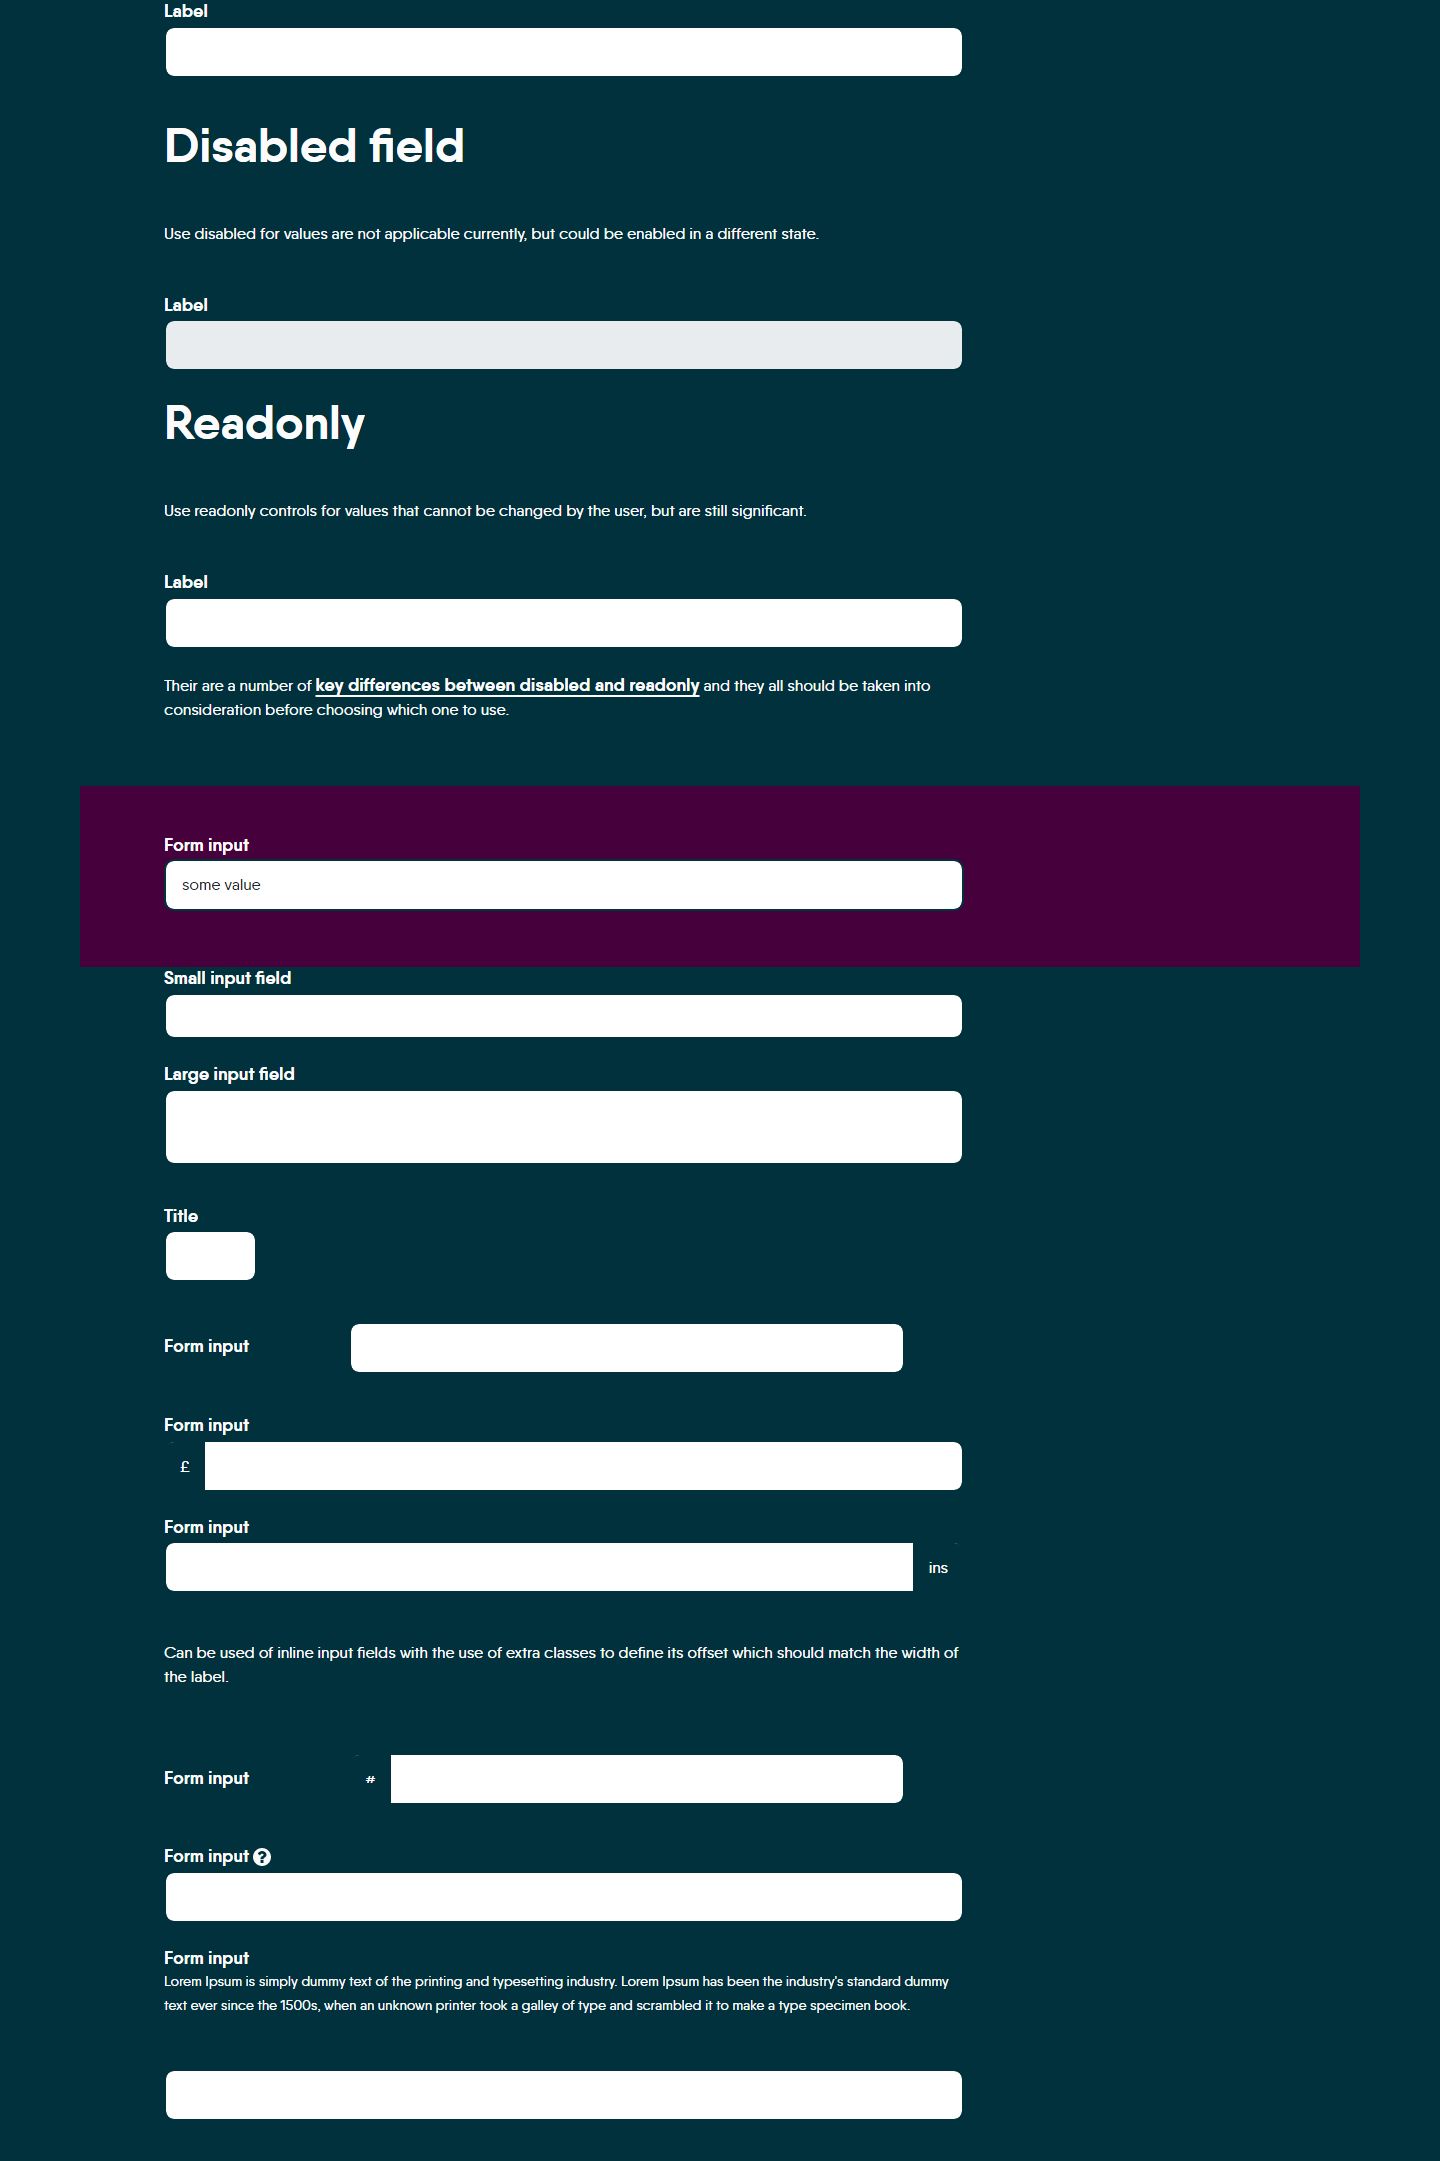 Label
Disabled field
Use disabled for values are not applicable currently, but could be enabled in a different state.
Label
Readonly
Use readonly controls for values that cannot be changed by the user, but are still significant.
Label
Their are a number of key differences between disabled and readonly and they all should be taken into
consideration before choosing which one to use.
Form input
some value
Small input field
Large input field
Title
Form input
Form input
£
Form input
ins
Can be used of inline input fields with the use of extra classes to define its offset which should match the width of
the label.
Form input
#
Form input ?
Form input
Lorem Ipsum is simply dummy text of the printing and typesetting industry. Lorem Ipsum has been the industry's standard dummy
text ever since the 1500s, when an unknown printer took a galley of type and scrambled it to make a type specimen book.